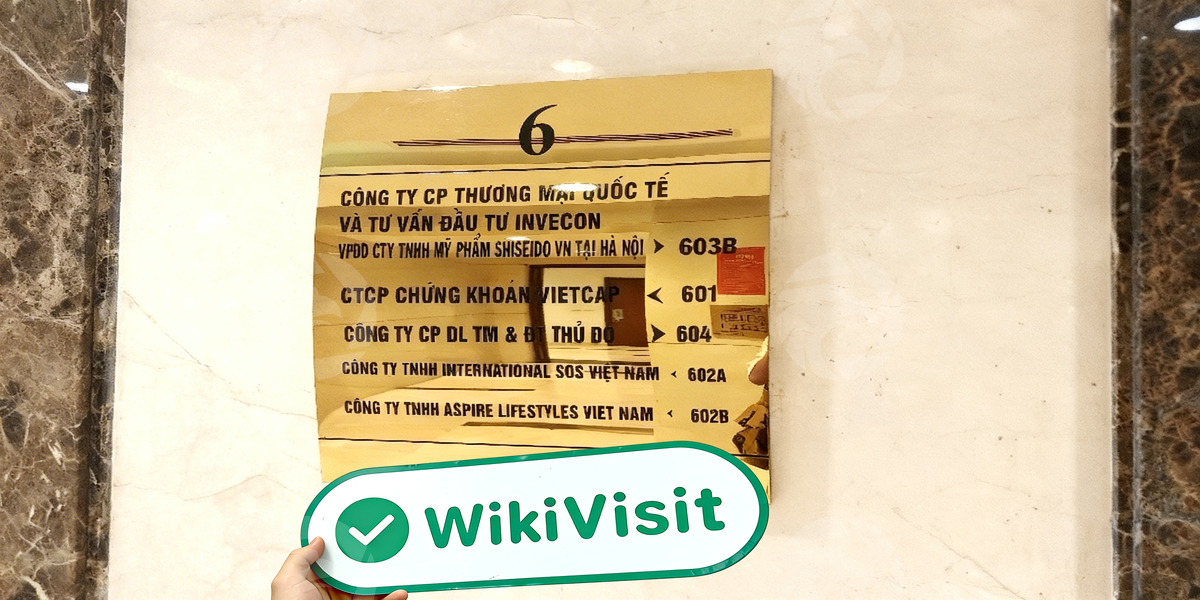 6
CÔNG TY CP THƯƠNG MẠI QUỐC TẾ
VÀ TƯ VẤN ĐẦU TƯ INVECON
VPĐD CTY TNHH MỸ PHẨM SHISEIDO VN TẠI HÀ NỘI 603B
CTCP CHỨNG KHOÁN VIETCAP 601
CÔNG TY CP DL TM & ĐT THỦ ĐÔ 604
CÔNG TY TNHH INTERNATIONAL SOS VIỆT NAM 602A
CÔNG TY TNHH ASPIRE LIFESTYLES VIET NAM 602B
WikiVisit